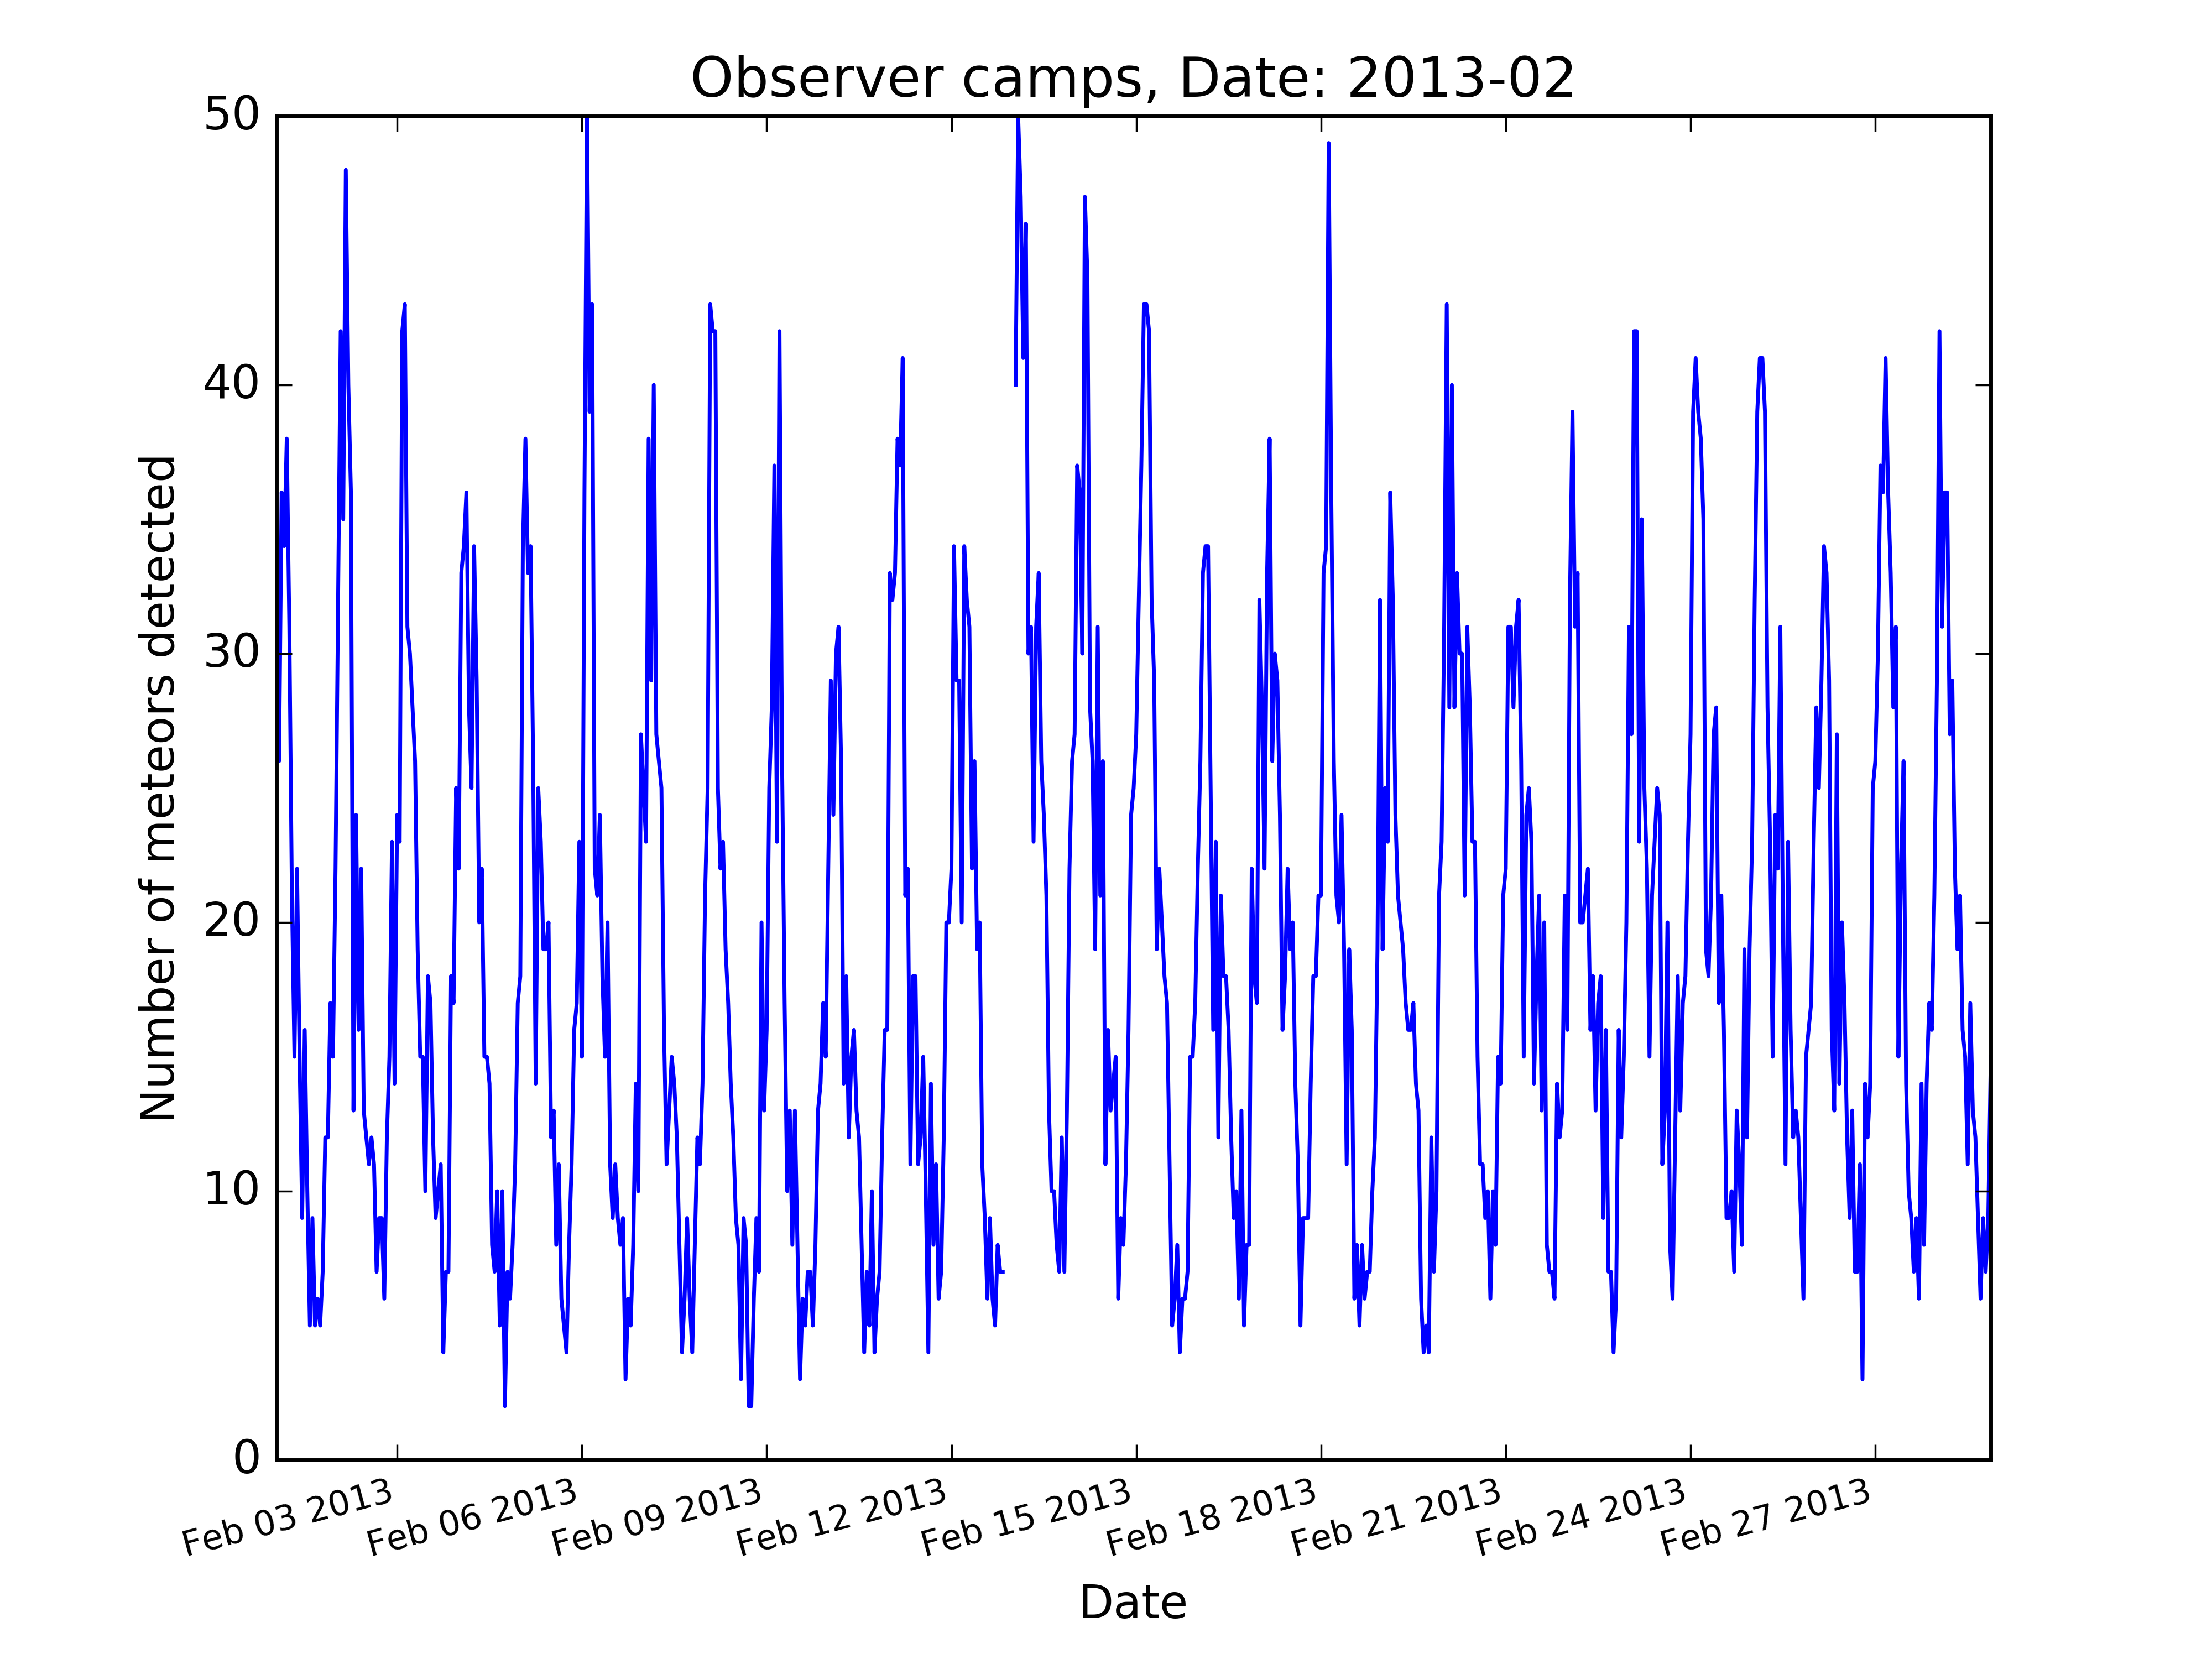 Observer camps, Date: 2013-02
Number of meteors detected
50
40
30
20
10
0
Feb 03 2013
Feb 06 2013
Feb 09 2013
Feb 12 2013
Feb 15 2013
Feb 18 2013
Feb 21 2013
Feb 24 2013
Feb 27 2013
Date